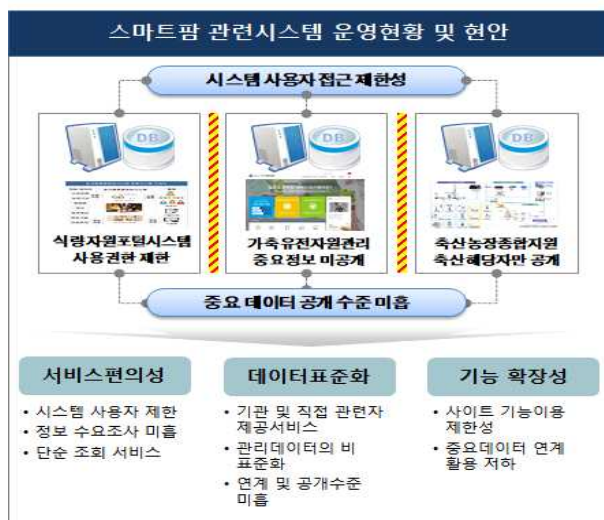 스마트팜 관련시스템 운영현황 및 현안
시스템 사용자 접근 제한성
DB
DB
DB
식량자원포털시스템
사용권한 제한
가축유전자원관리
중요정보 미공개
축산농장종합지원
축산해당자만 공개
중요 데이터 공개 수준 미흡
서비스편의성
• 시스템 사용자 제한
• 정보 수요조사 미흡
• 단순 조회 서비스
데이터표준화
• 기관 및 직접 관련자
제공서비스
• 관리데이터의 비
표준화
• 연계 및 공개수준
미흡
기능 확장성
• 사이트 기능이용
제한성
• 중요데이터 연계
활용 저하